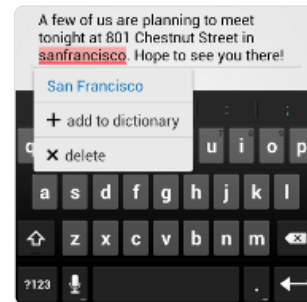 A few of us are planning to meet
tonight at 801 Chestnut Street in
sanfrancisco. Hope to see you there!
San Francisco
+ add to dictionary
× delete
q u i o p
a s d f g h j k l
z x c v b n m
?123 .